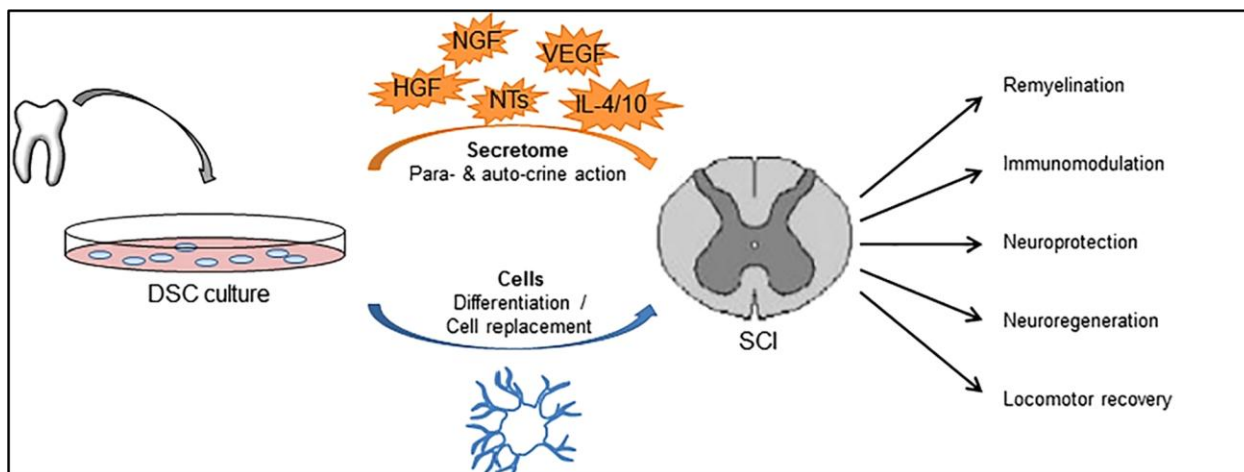 NGF
VEGF
HGF
NTs
IL-4/10
Secretome
Para- & auto-crine action
DSC culture
Cells
Differentiation /
Cell replacement
SCI
Remyelination
Immunomodulation
Neuroprotection
Neuroregeneration
Locomotor recovery